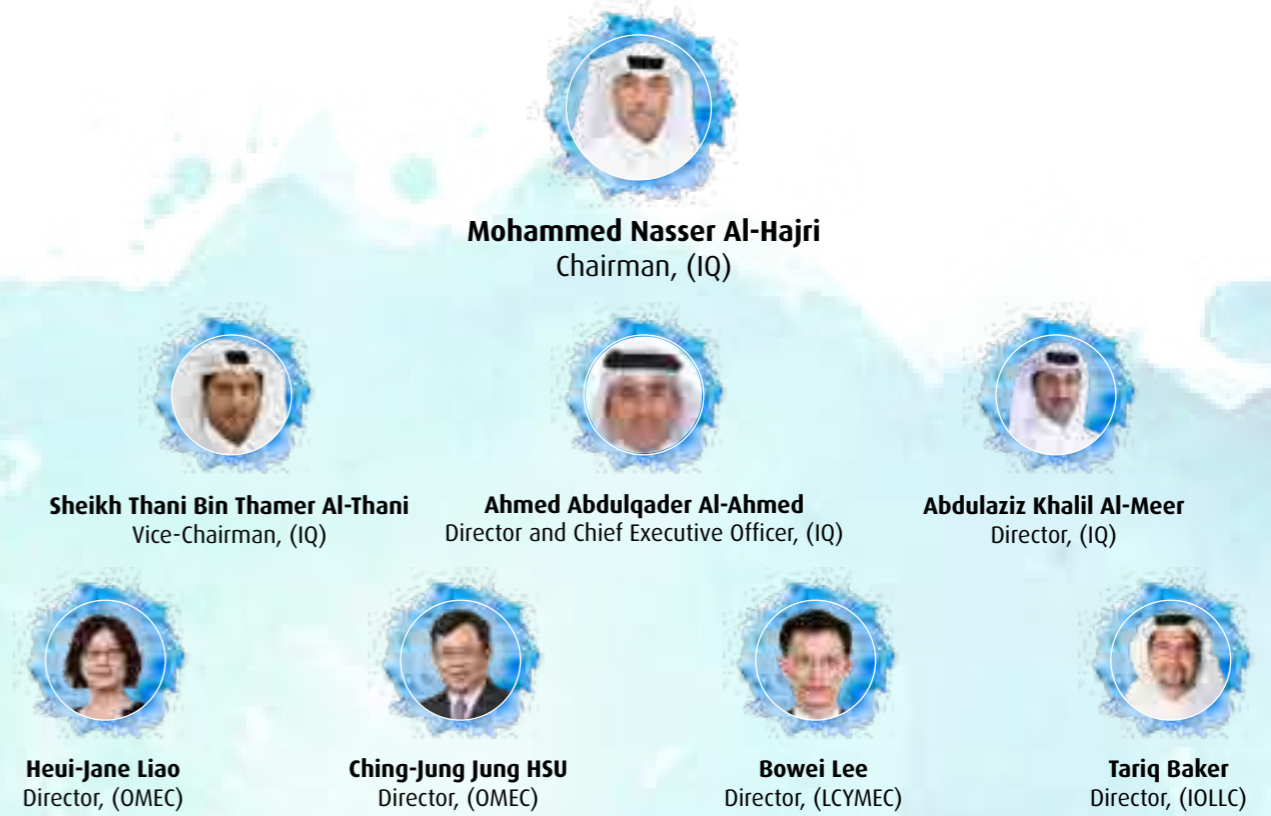 Mohammed Nasser Al-Hajri
Chairman, (IQ)
Sheikh Thani Bin Thamer Al-Thani
Vice-Chairman, (IQ)
Ahmed Abdulqader Al-Ahmed
Director and Chief Executive Officer, (IQ)
Abdulaziz Khalil Al-Meer
Director, (IQ)
Heui-Jane Liao
Director, (OMEC)
Ching-Jung Jung HSU
Director, (OMEC)
Bowei Lee
Director, (LCYMEC)
Tariq Baker
Director, (IOLLC)